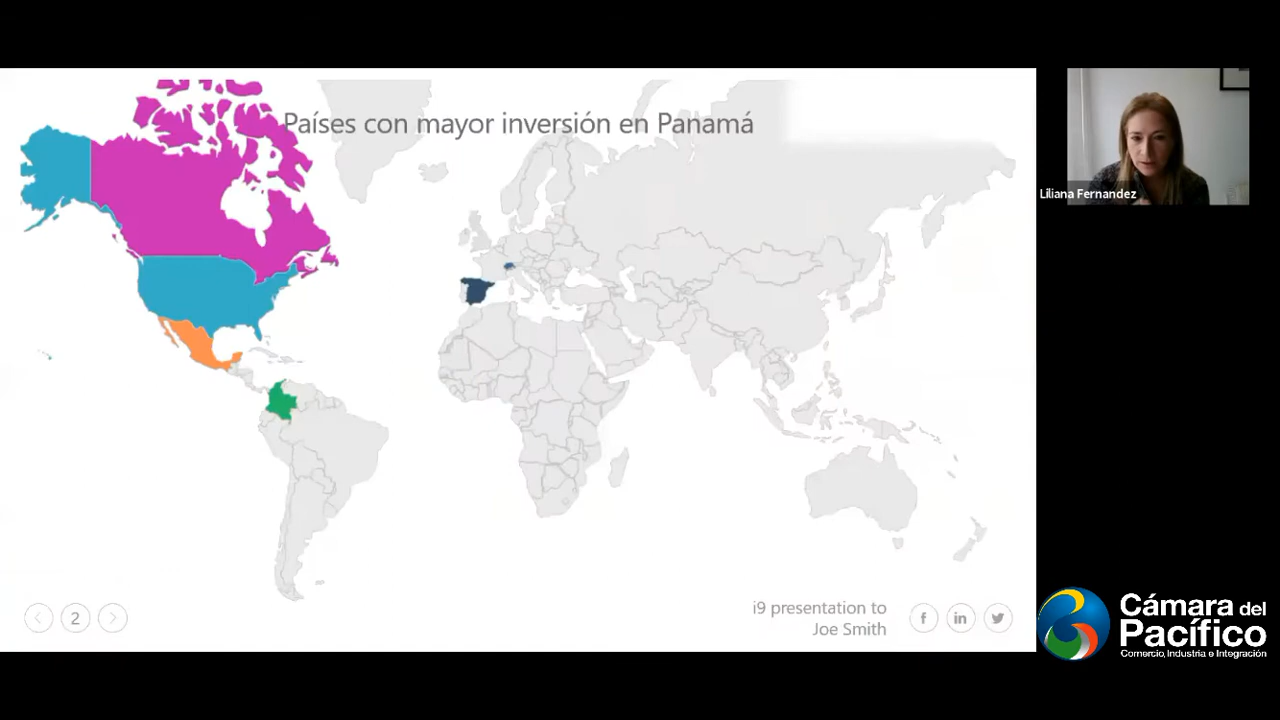 Países con mayor inversión en Panamá
Liliana Fernandez
2
i9 presentation to
Joe Smith
f
in
Cámara del
Pacífico
Comercio, Industria e Integración